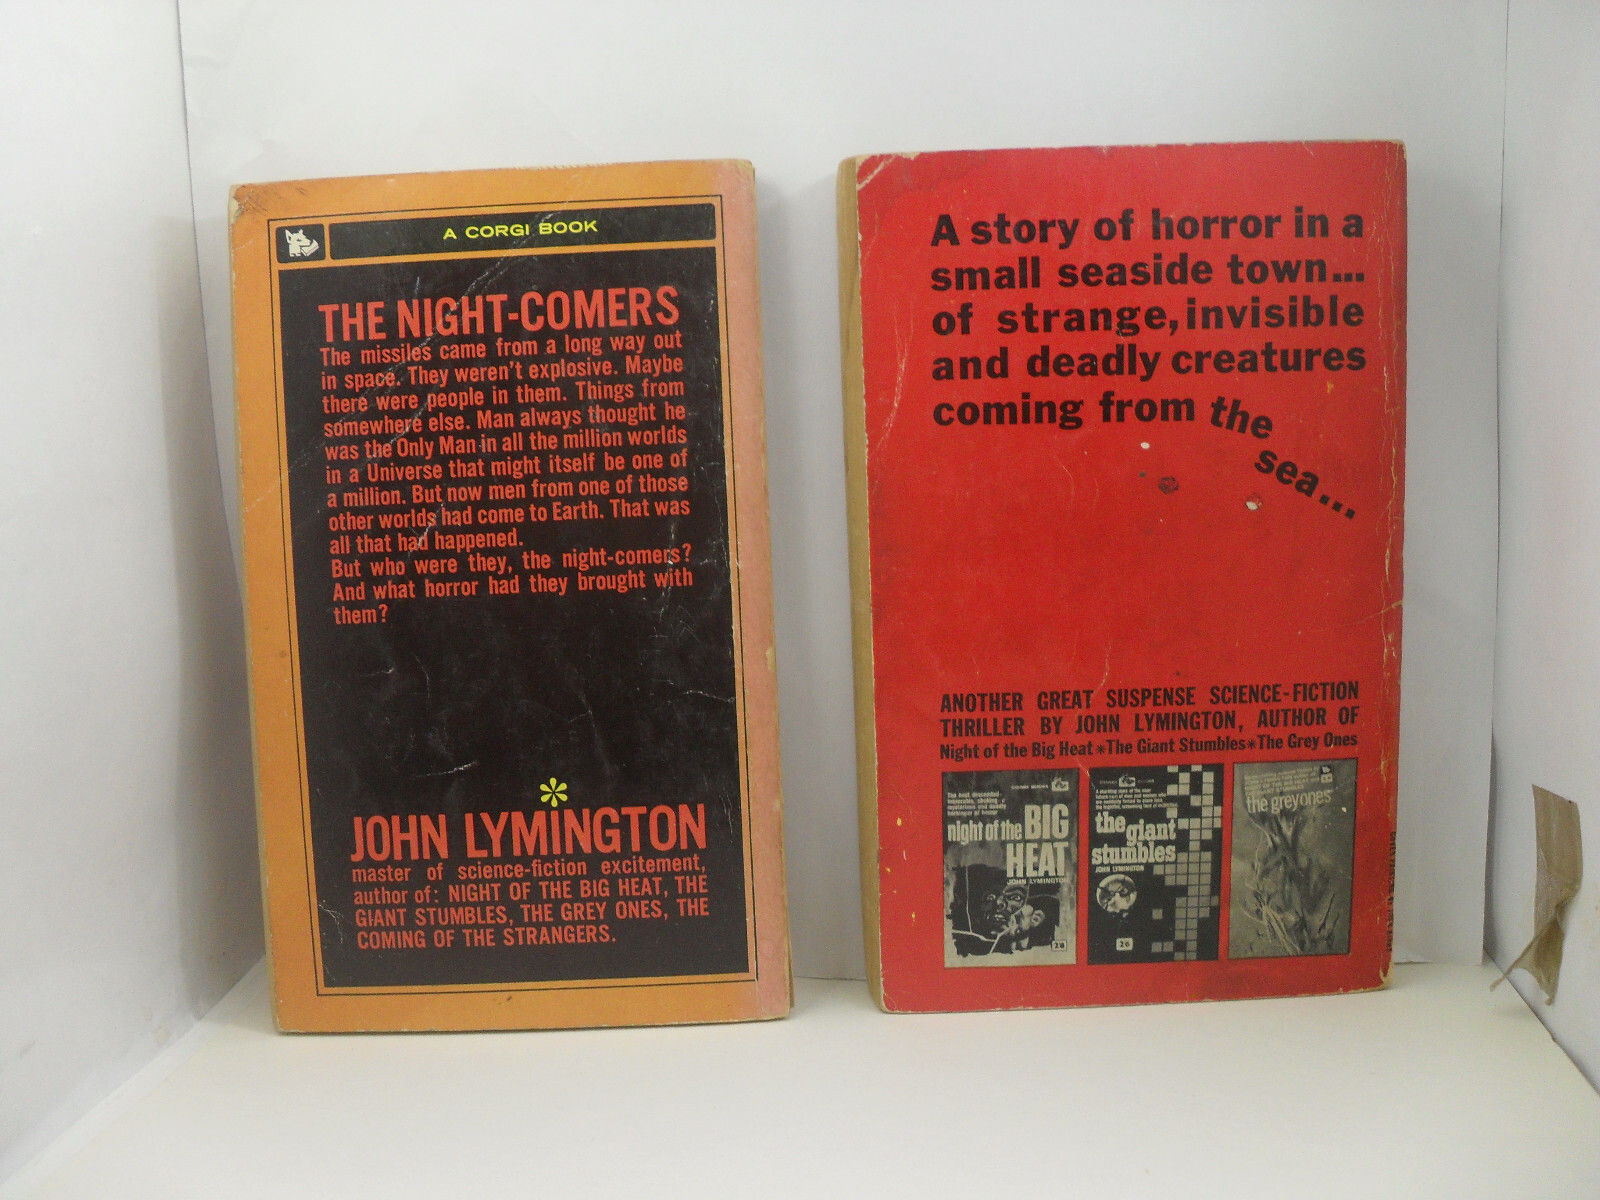 A CORGI BOOK
THE NIGHT-COMERS
The missiles came from a long way out
in space. They weren't explosive. Maybe
there were people in them. Things from
somewhere else. Man always thought he
was the Only Man in all the million worlds
in a Universe that might itself be one of
a million. But now men from one of those
other worlds had come to Earth. That was
all that had happened.
But who were they, the night-comers?
And what horror had they brought with
them?
JOHN LYMINGTON
master of science-fiction excitement,
author of: NIGHT OF THE BIG HEAT, THE
GIANT STUMBLES, THE GREY ONES, THE
COMING OF THE STRANGERS.
A story of horror in a
small seaside town...
of strange, invisible
and deadly creatures
coming from the
sea...
ANOTHER GREAT SUSPENSE SCIENCE-FICTION
THRILLER BY JOHN LYMINGTON, AUTHOR OF
Night of the Big Heat*The Giant Stumbles*The Grey Ones
night of the BIG
HEAT
JOHN LYMINGTON
2'6
the giant
stumbles
JOHN LYMINGTON
2'6
the grey ones